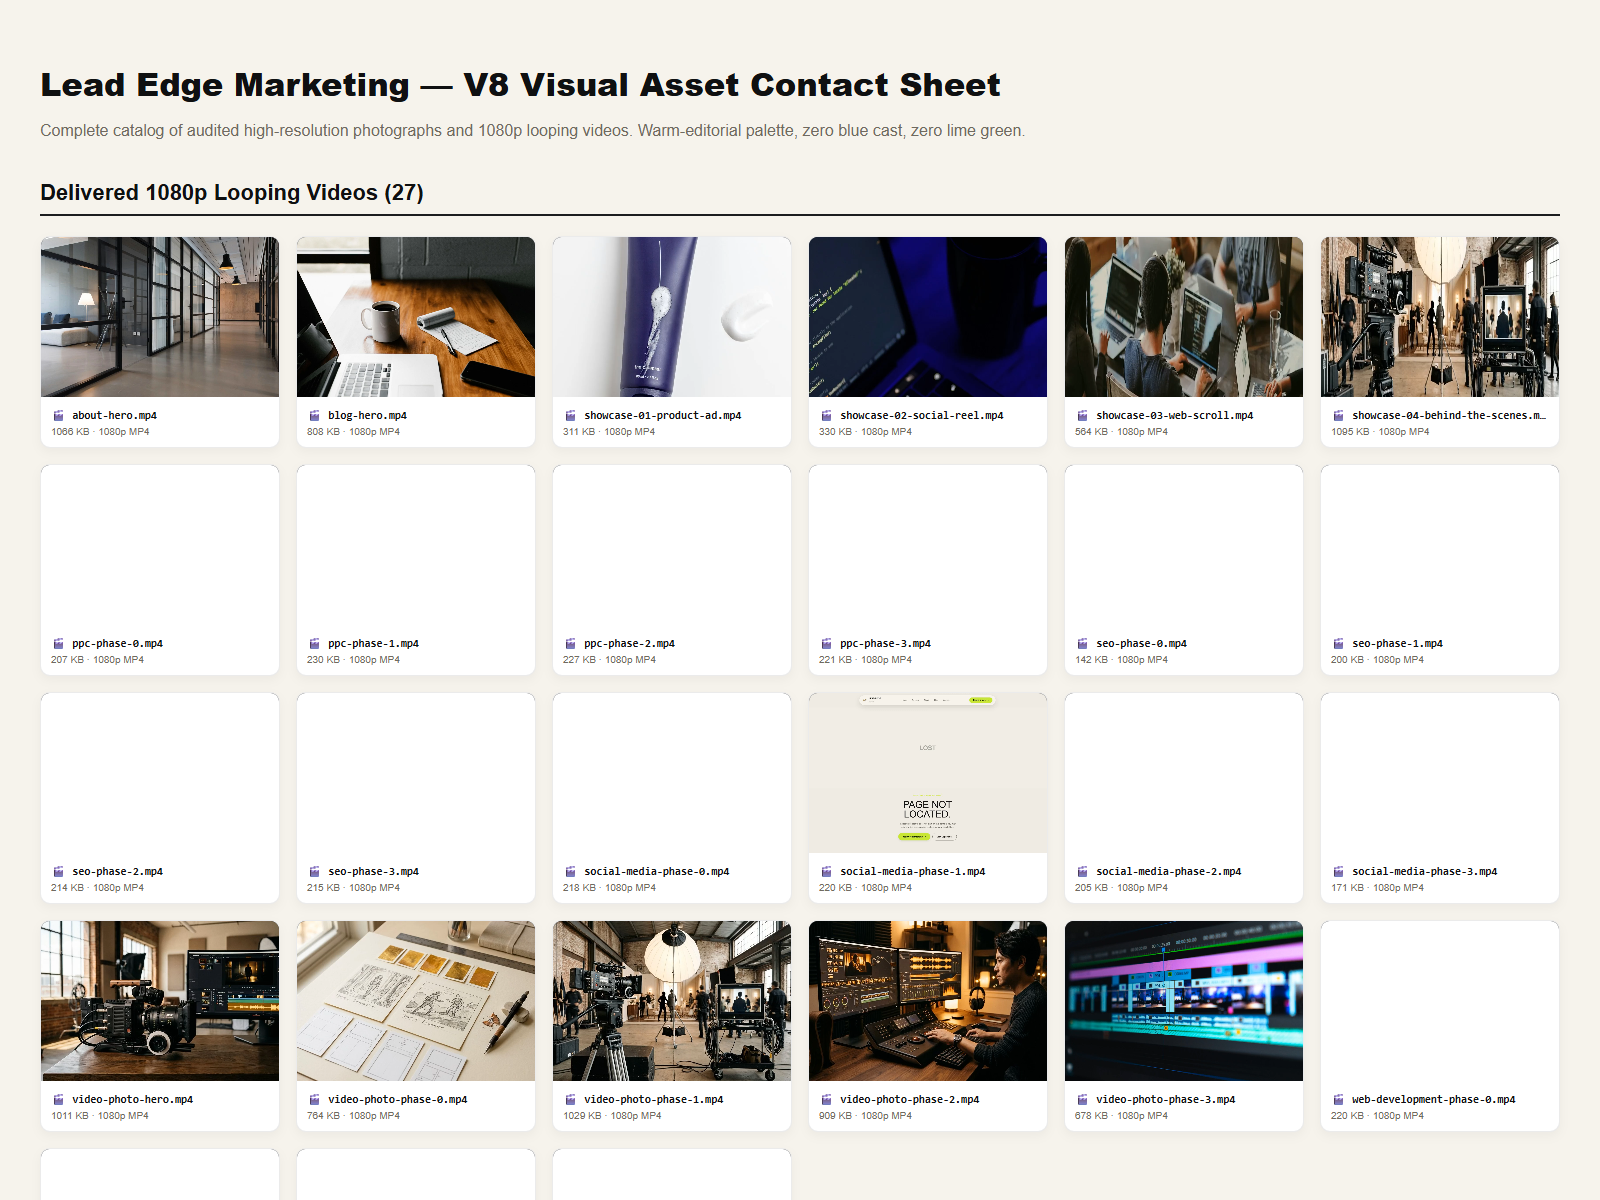 Lead Edge Marketing — V8 Visual Asset Contact Sheet
Complete catalog of audited high-resolution photographs and 1080p looping videos. Warm-editorial palette, zero blue cast, zero lime green.
Delivered 1080p Looping Videos (27)
about-hero.mp4
1066 KB · 1080p MP4
blog-hero.mp4
808 KB · 1080p MP4
showcase-01-product-ad.mp4
311 KB · 1080p MP4
showcase-02-social-reel.mp4
330 KB · 1080p MP4
showcase-03-web-scroll.mp4
564 KB · 1080p MP4
showcase-04-behind-the-scenes.m…
1095 KB · 1080p MP4
ppc-phase-0.mp4
207 KB · 1080p MP4
ppc-phase-1.mp4
230 KB · 1080p MP4
ppc-phase-2.mp4
227 KB · 1080p MP4
ppc-phase-3.mp4
221 KB · 1080p MP4
seo-phase-0.mp4
142 KB · 1080p MP4
seo-phase-1.mp4
200 KB · 1080p MP4
LOST
PAGE NOT
LOCATED.
seo-phase-2.mp4
214 KB · 1080p MP4
seo-phase-3.mp4
215 KB · 1080p MP4
social-media-phase-0.mp4
218 KB · 1080p MP4
social-media-phase-1.mp4
220 KB · 1080p MP4
social-media-phase-2.mp4
205 KB · 1080p MP4
social-media-phase-3.mp4
171 KB · 1080p MP4
video-photo-hero.mp4
1011 KB · 1080p MP4
video-photo-phase-0.mp4
764 KB · 1080p MP4
video-photo-phase-1.mp4
1029 KB · 1080p MP4
video-photo-phase-2.mp4
909 KB · 1080p MP4
video-photo-phase-3.mp4
678 KB · 1080p MP4
web-development-phase-0.mp4
220 KB · 1080p MP4